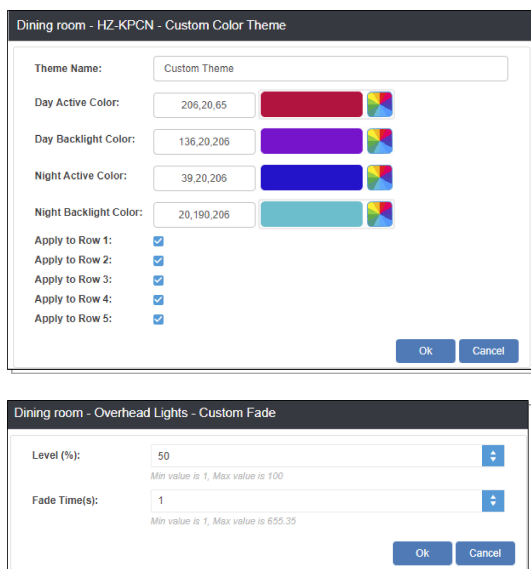 Dining room - HZ-KPCN - Custom Color Theme
Theme Name: Custom Theme
Day Active Color: 206,20,65
Day Backlight Color: 136,20,206
Night Active Color: 39,20,206
Night Backlight Color: 20,190,206
Apply to Row 1:
Apply to Row 2:
Apply to Row 3:
Apply to Row 4:
Apply to Row 5:
Ok Cancel
Dining room - Overhead Lights - Custom Fade
Level (%): 50
Min value is 1, Max value is 100
Fade Time(s): 1
Min value is 1, Max value is 655.35
Ok Cancel